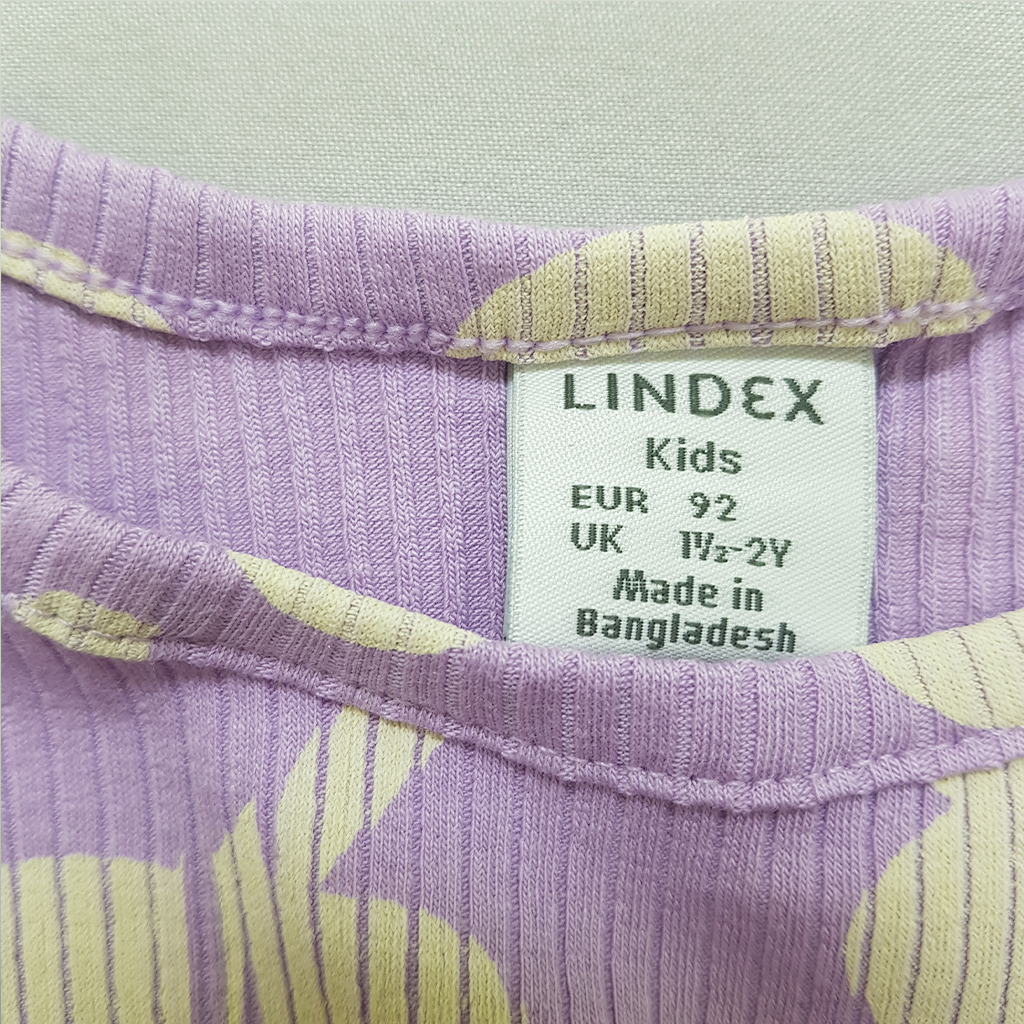 LINDEX
Kids
EUR 92
UK 1½-2Y
Made in
Bangladesh